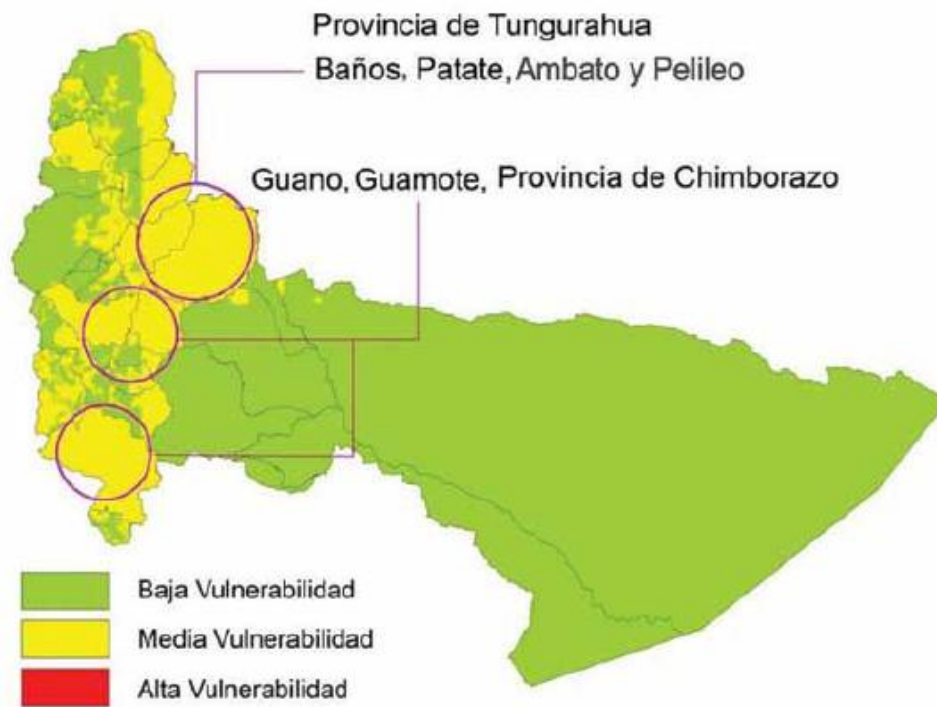 Provincia de Tungurahua
Baños, Patate, Ambato y Pelileo
Guano, Guamote, Provincia de Chimborazo
Baja Vulnerabilidad
Media Vulnerabilidad
Alta Vulnerabilidad